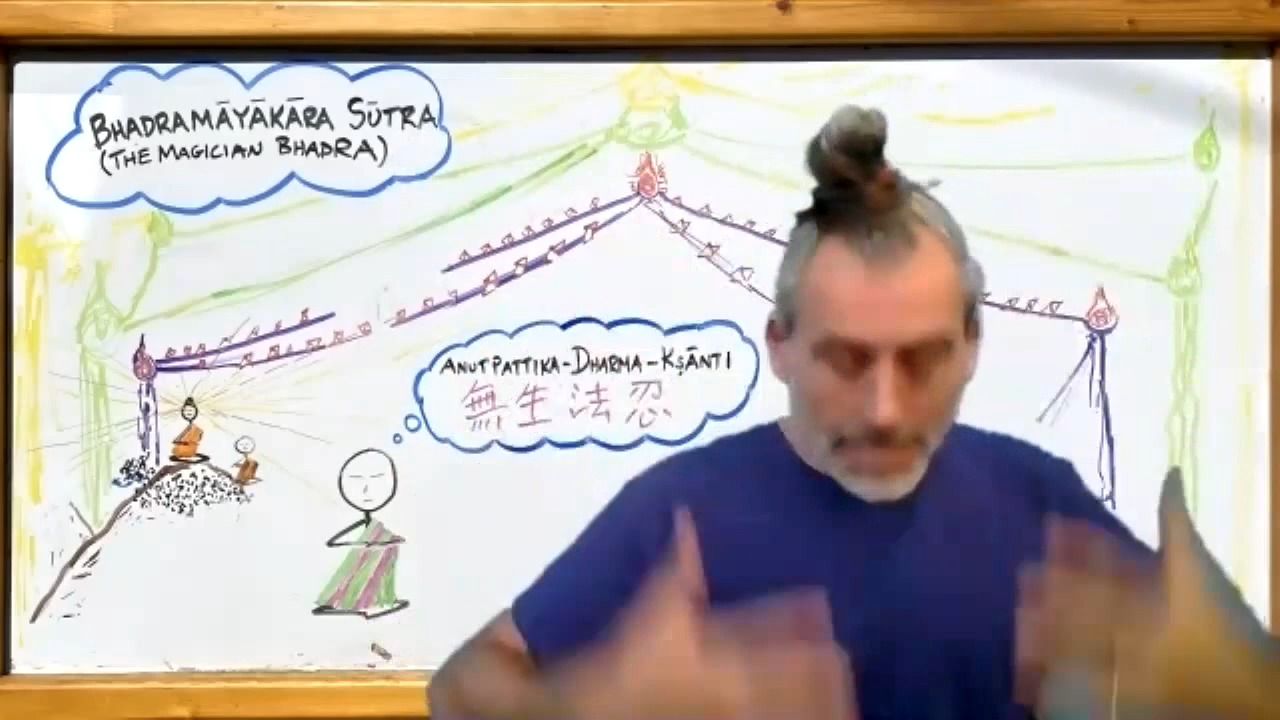 BHADRAMĀYĀKĀRA SŪTRA
(THE MAGICIAN BHADRA)
ANUTPATTIKA-DHARMA-KṢĀNTI
無生法忍